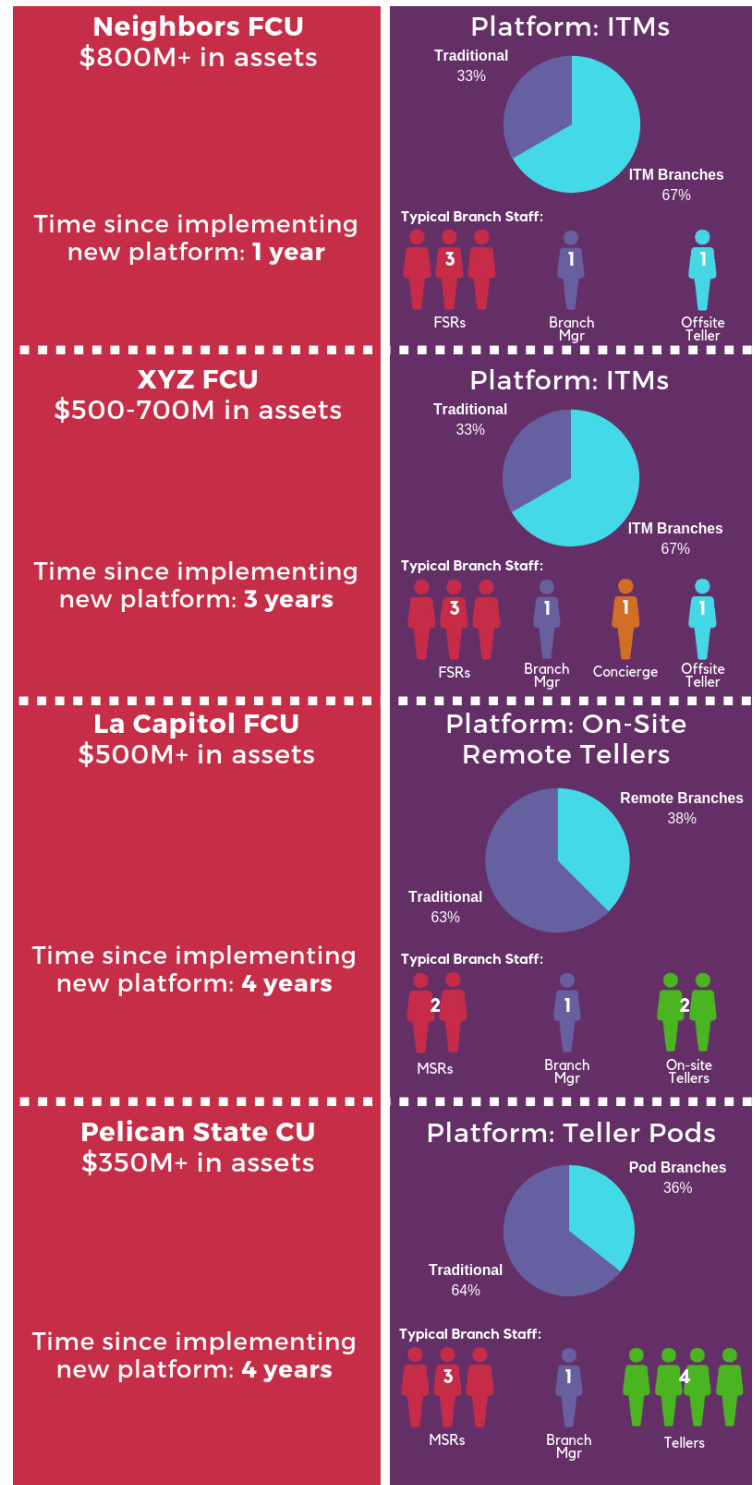 Neighbors FCU
$800M+ in assets
Time since implementing
new platform: 1 year
Platform: ITMs
Traditional
33%
ITM Branches
67%
Typical Branch Staff:
3
1
1
FSRs
Branch
Mgr
Offsite
Teller
XYZ FCU
$500-700M in assets
Time since implementing
new platform: 3 years
Platform: ITMs
Traditional
33%
ITM Branches
67%
Typical Branch Staff:
3
1
1
1
FSRs
Branch
Mgr
Concierge
Offsite
Teller
La Capitol FCU
$500M+ in assets
Time since implementing
new platform: 4 years
Platform: On-Site
Remote Tellers
Remote Branches
38%
Traditional
63%
Typical Branch Staff:
2
1
2
MSRs
Branch
Mgr
On-site
Tellers
Pelican State CU
$350M+ in assets
Time since implementing
new platform: 4 years
Platform: Teller Pods
Pod Branches
36%
Traditional
64%
Typical Branch Staff:
3
1
4
MSRs
Branch
Mgr
Tellers